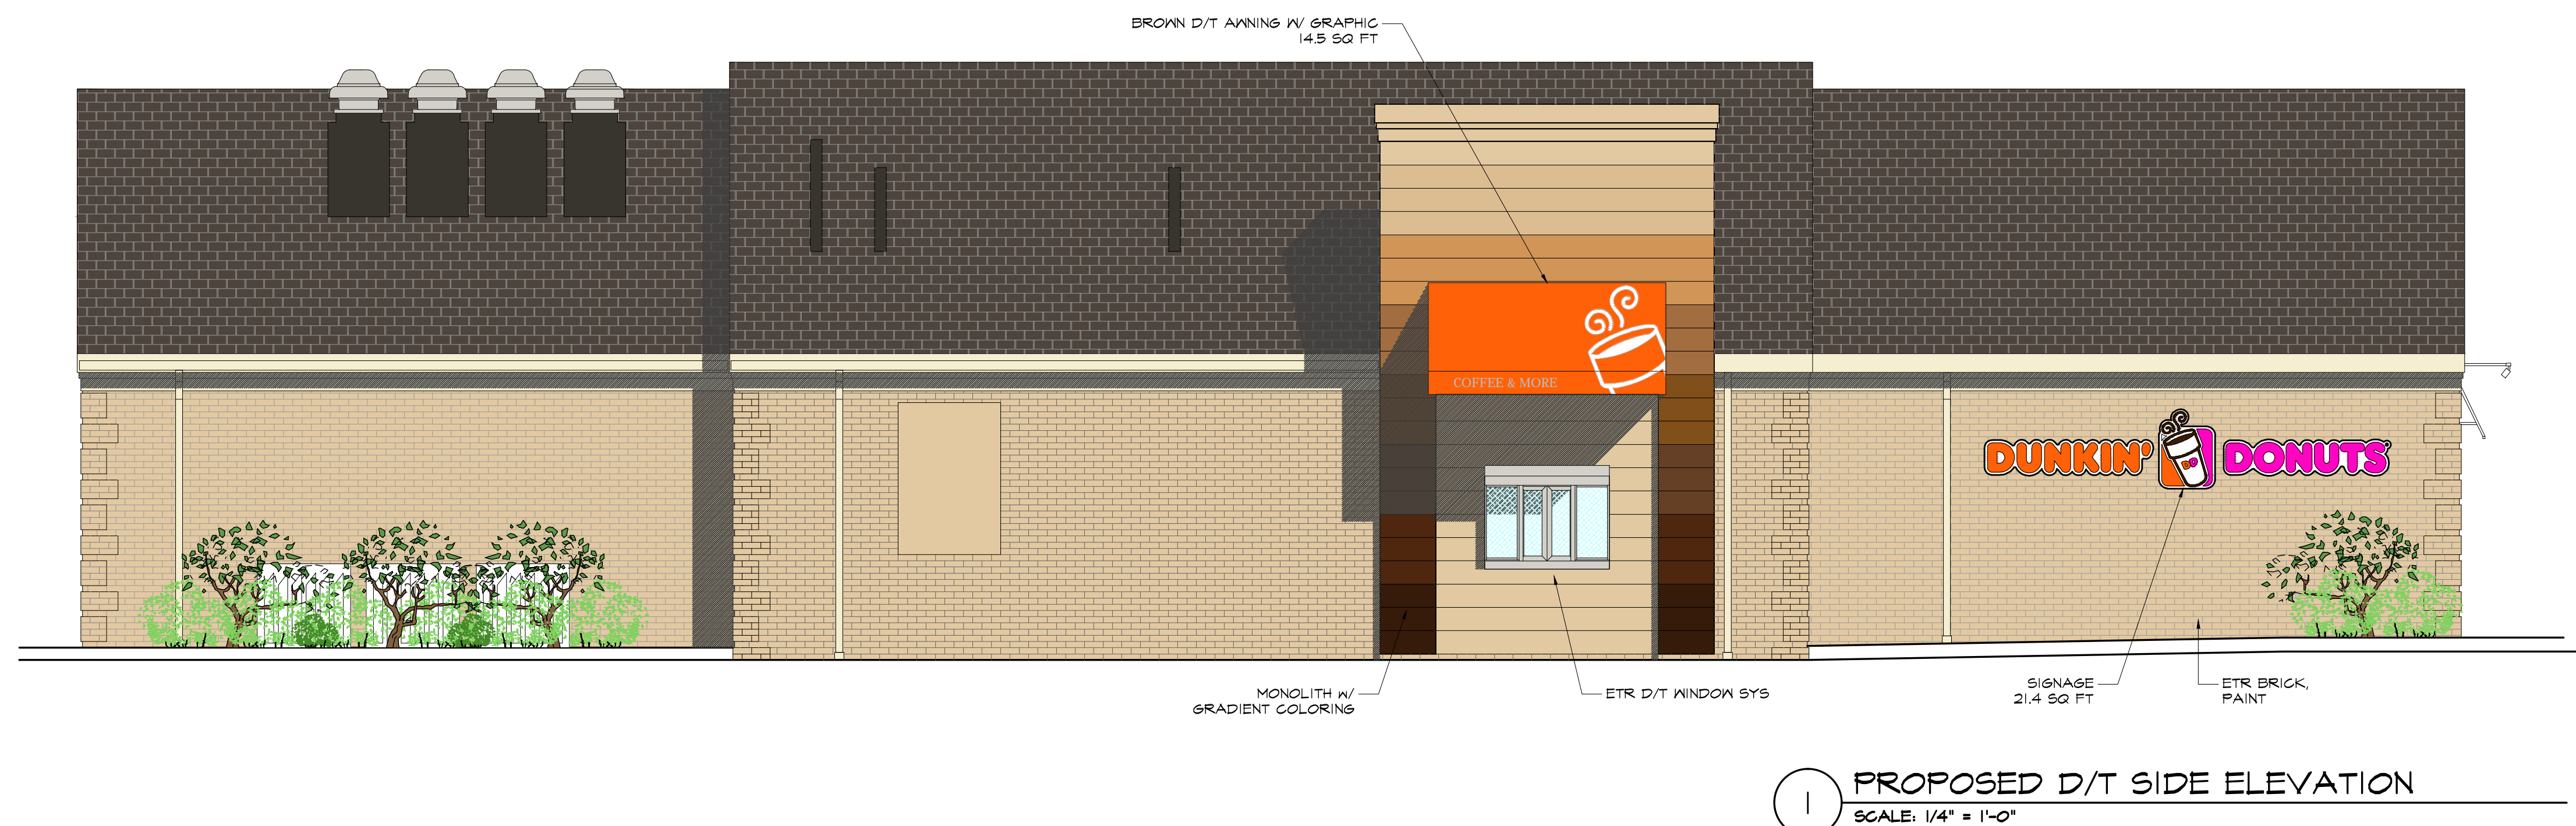 BROWN D/T AWNING W/ GRAPHIC
14.5 SQ FT
COFFEE & MORE
DUNKIN' DD DONUTS®
MONOLITH W/
GRADIENT COLORING
ETR D/T WINDOW SYS
SIGNAGE
21.4 SQ FT
ETR BRICK,
PAINT
1
PROPOSED D/T SIDE ELEVATION
SCALE: 1/4" = 1'-0"